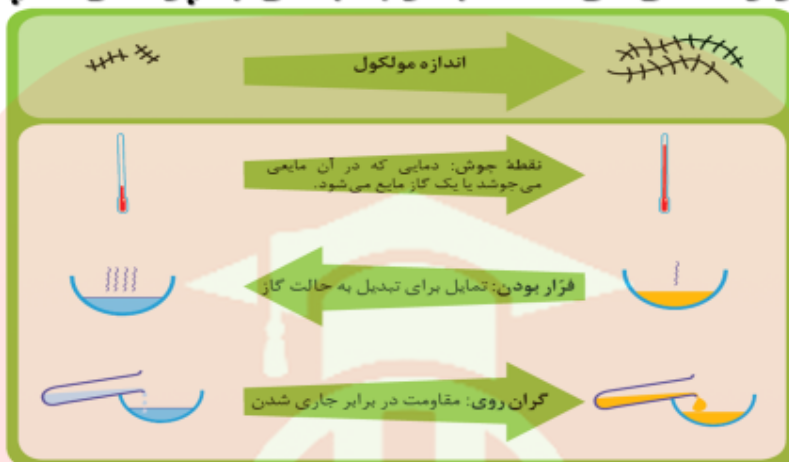 اندازه مولکول
نقطهٔ جوش: دمایی که در آن مایعی
می‌جوشد یا یک گاز مایع می‌شود.
فرّار بودن: تمایل برای تبدیل به حالت گاز
گران روی: مقاومت در برابر جاری شدن